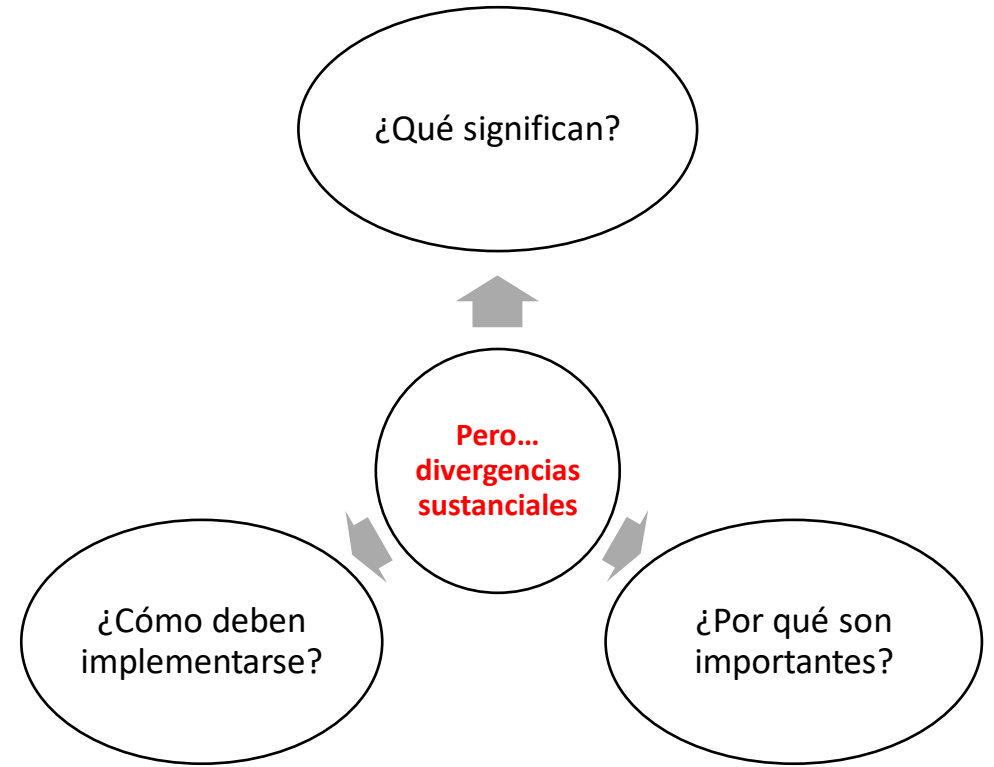 ¿Qué significan?
Pero…
divergencias
sustanciales
¿Cómo deben
implementarse?
¿Por qué son
importantes?